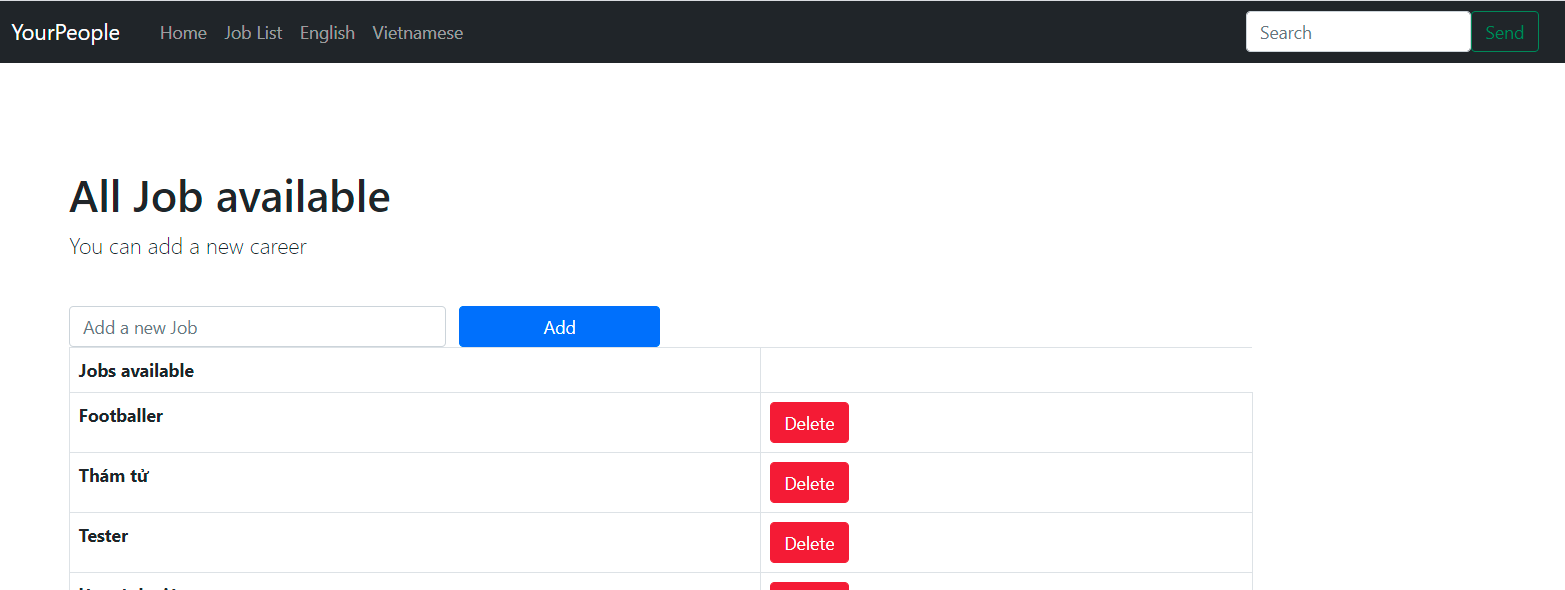 YourPeople Home Job List English Vietnamese Search Send
All Job available
You can add a new career
Add a new Job Add
Jobs available
Footballer Delete
Thám tử Delete
Tester Delete